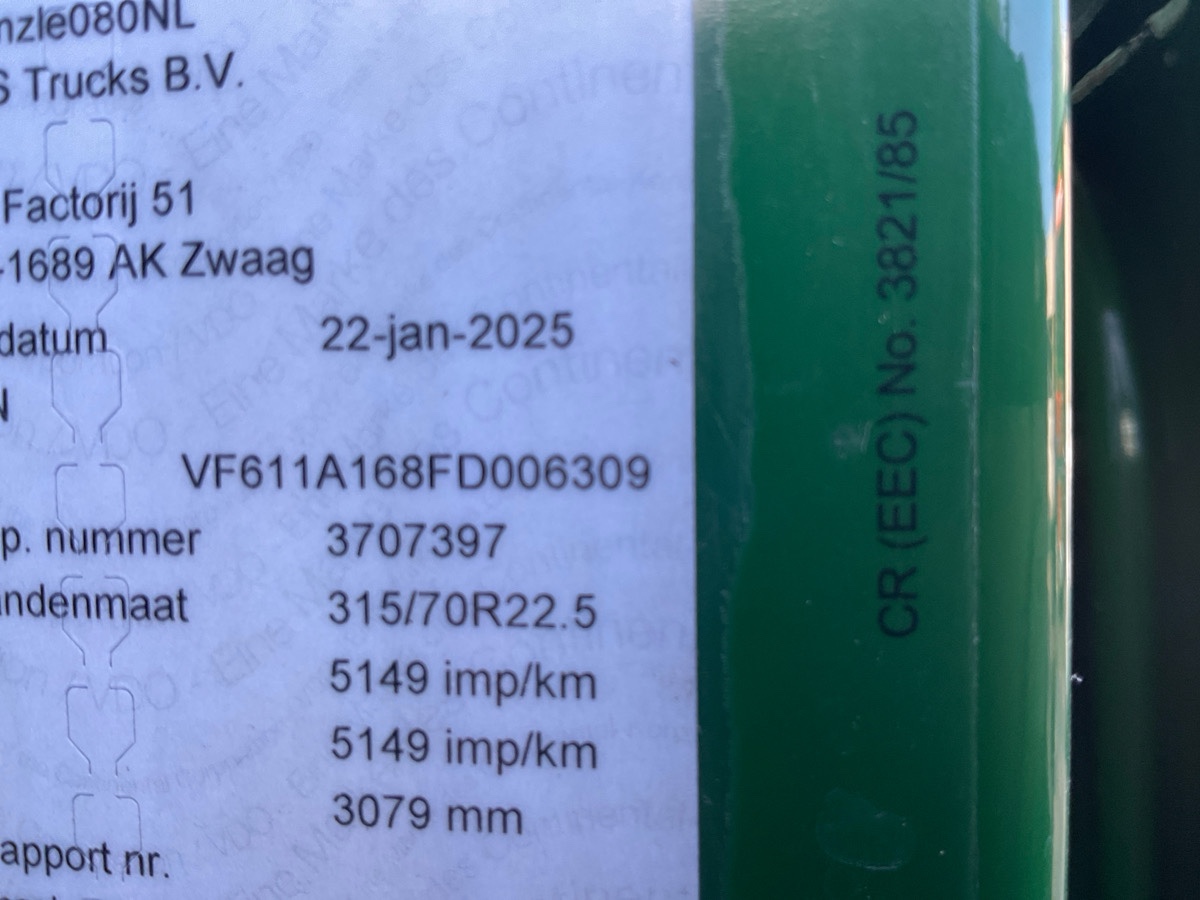 nzle080NL
S Trucks B.V.
Factorij 51
-1689 AK Zwaag
datum 22-jan-2025
N
VF611A168FD006309
p. nummer 3707397
ndenmaat 315/70R22.5
5149 imp/km
5149 imp/km
3079 mm
apport nr.
CR (EEC) No. 3821/85